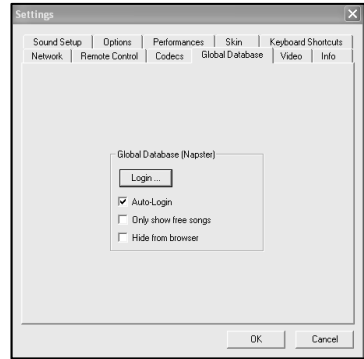 Settings
Sound Setup Options Performances Skin Keyboard Shortcuts
Network Remote Control Codecs Global Database Video Info
Global Database (Napster)
Login ...
Auto-Login
Only show free songs
Hide from browser
OK Cancel